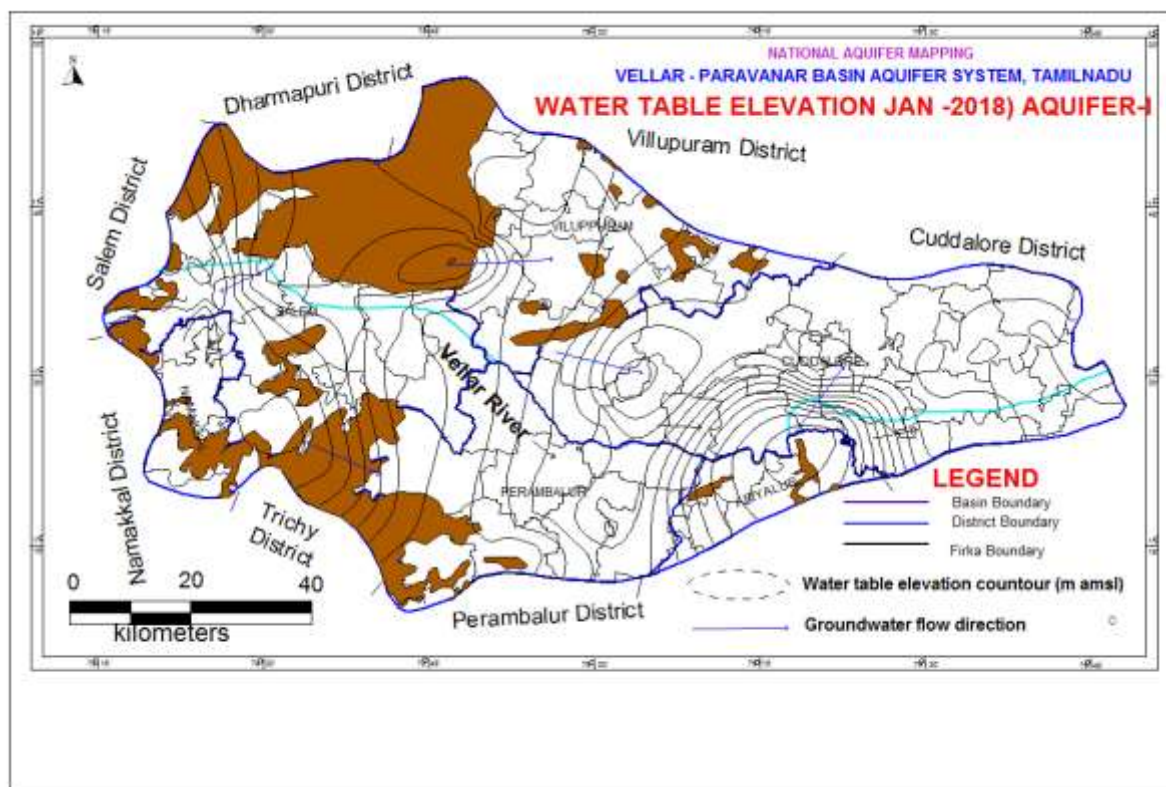 NATIONAL AQUIFER MAPPING
VELLAR - PARAVANAR BASIN AQUIFER SYSTEM, TAMILNADU
WATER TABLE ELEVATION JAN -2018) AQUIFER-I
Dharmapuri District
Villupuram District
Salem District
Cuddalore District
VILUPPURAM
SALEM
CUDDALORE
Vellar River
Namakkal District
Trichy
District
PERAMBALUR
Perambalur District
LEGEND
Basin Boundary
District Boundary
Firka Boundary
Water table elevation countour (m amsl)
Groundwater flow direction
0 20 40
kilometers